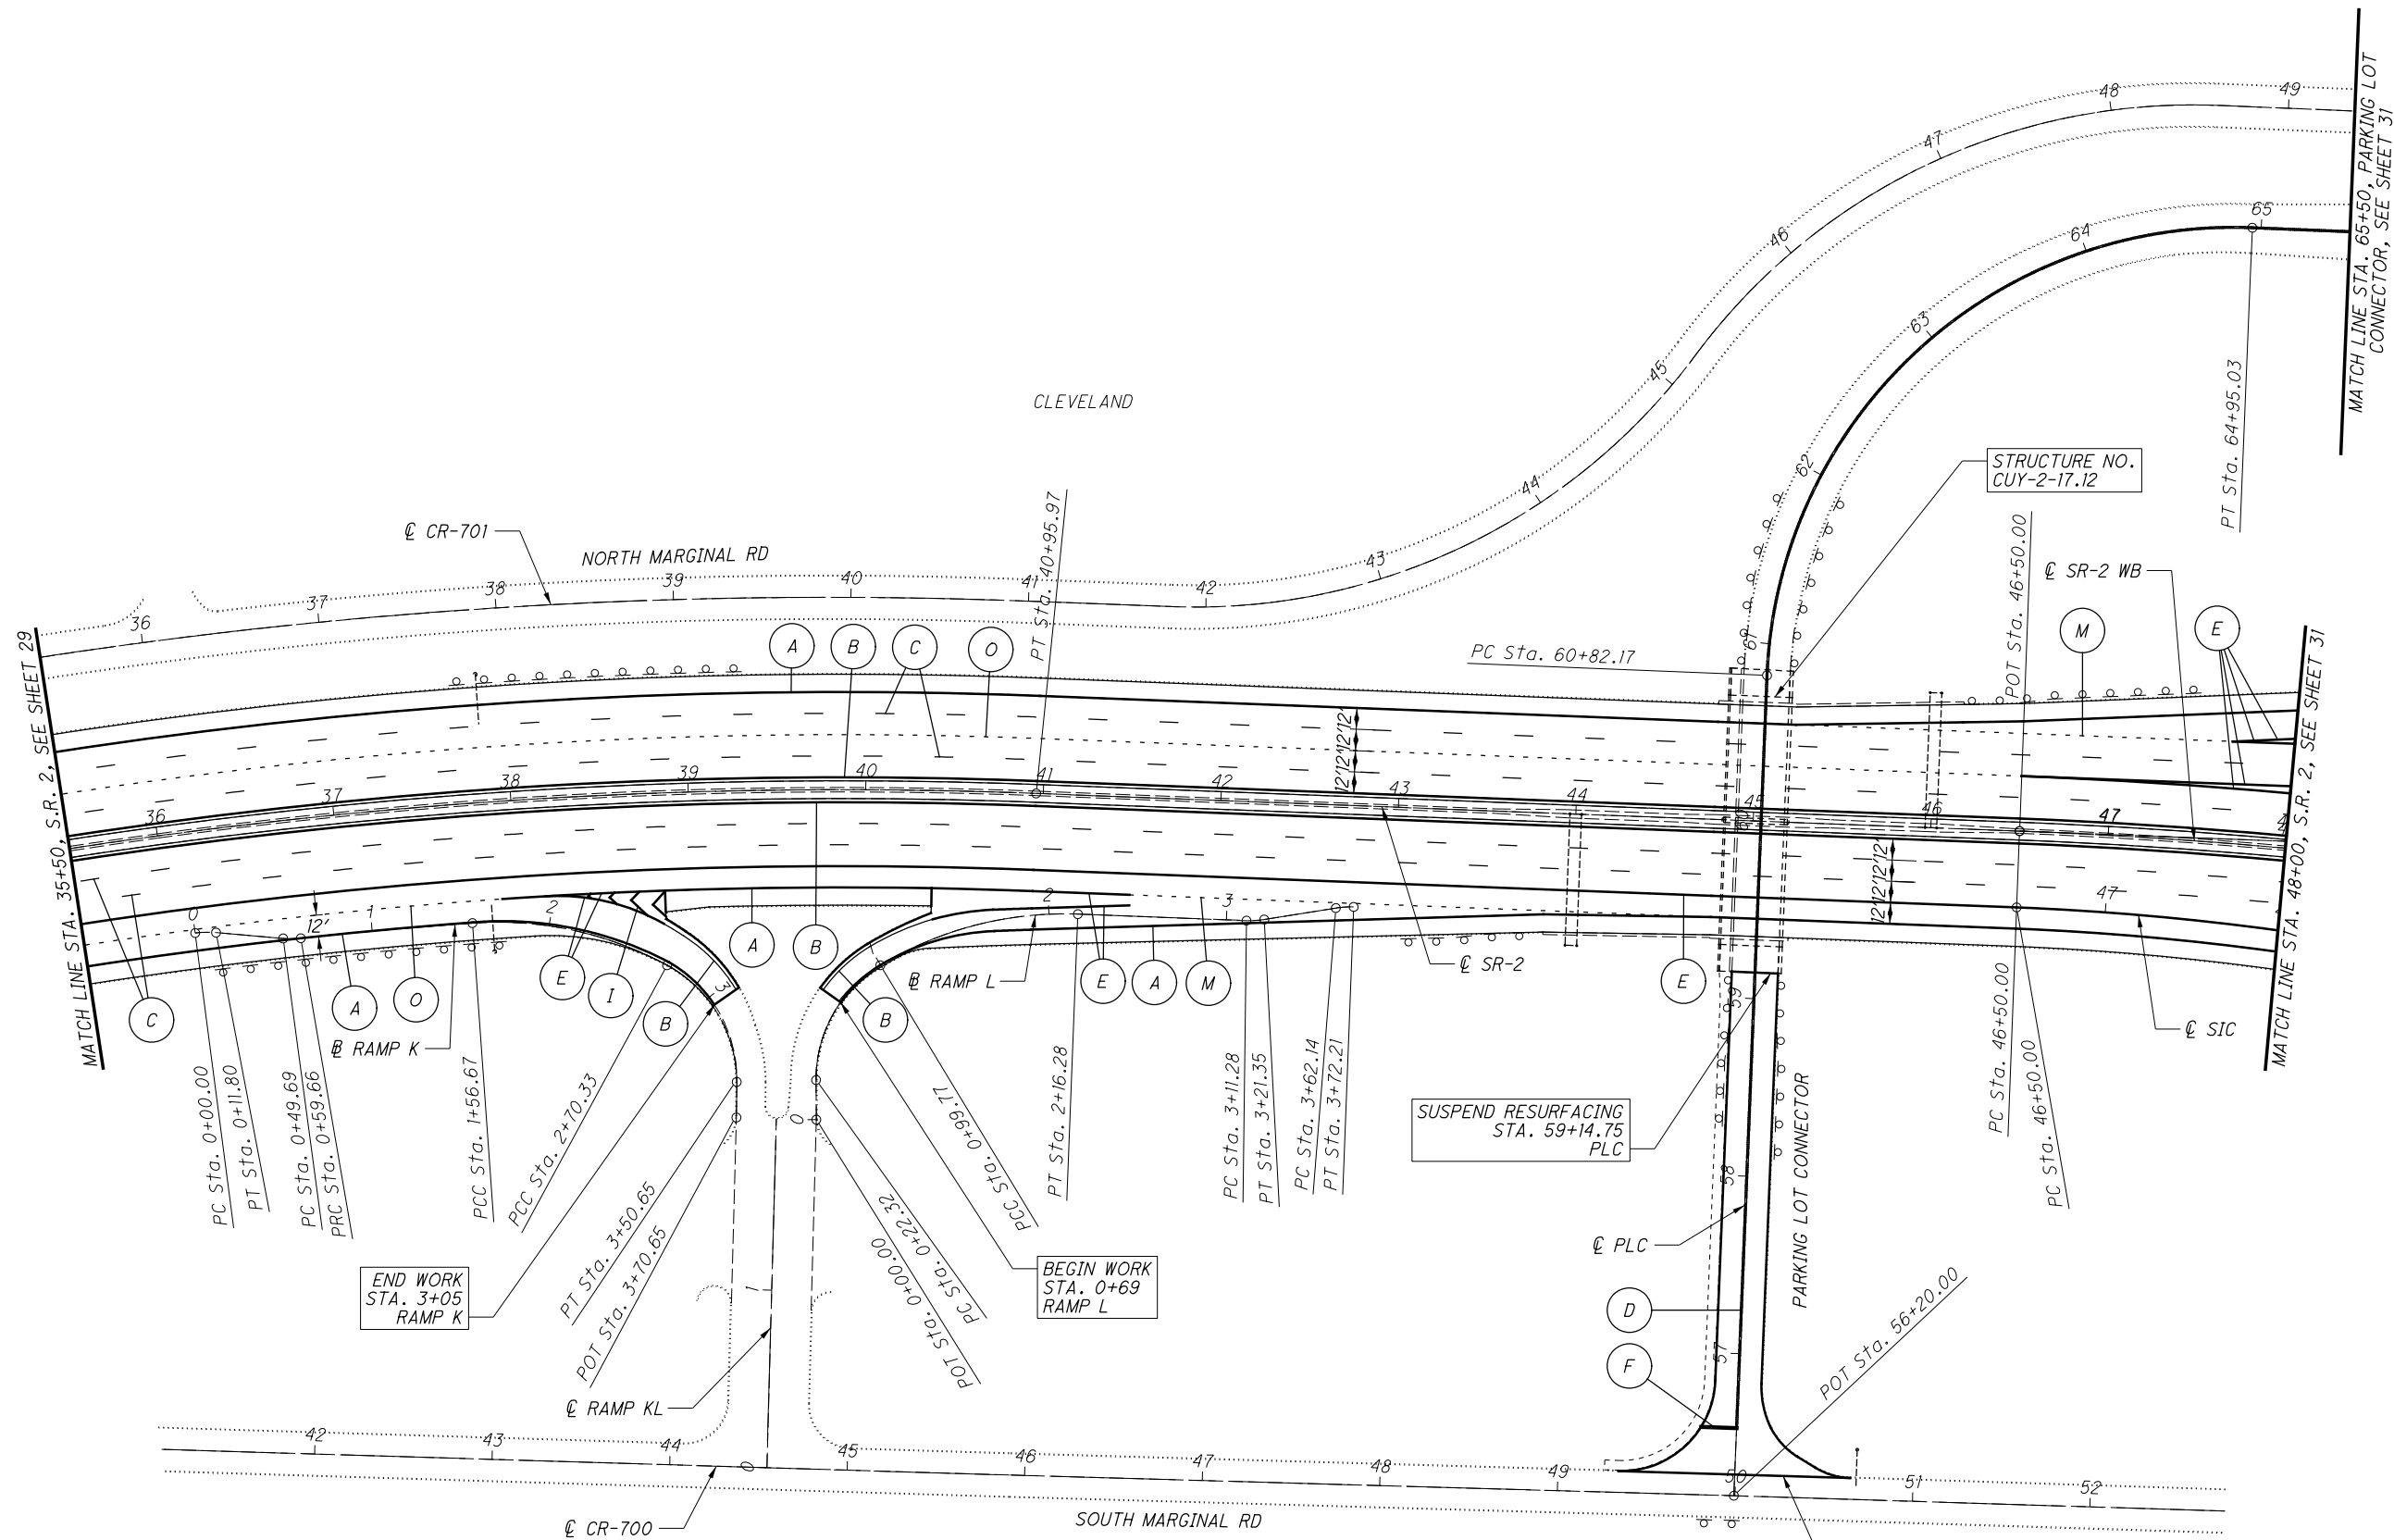 48
49
47
46
45
44
43
42
41
40
39
38
37
36
65
64
63
62
61
MATCH LINE STA. 65+50, PARKING LOT
CONNECTOR, SEE SHEET 31
PT Sta. 64+95.03
CLEVELAND
STRUCTURE NO.
CUY-2-17.12
℄ CR-701
NORTH MARGINAL RD
PT Sta. 40+95.97
PC Sta. 60+82.17
POT Sta. 46+50.00
℄ SR-2 WB
M
E
A
B
C
O
MATCH LINE STA. 35+50, S.R. 2, SEE SHEET 29
MATCH LINE STA. 48+00, S.R. 2, SEE SHEET 31
12'
12'
12'
12'
36
37
38
39
40
41
42
43
44
45
46
47
47
60
12'
12'
12'
12'
47
0
12'
1
2
3
2
3
C
A
O
E
I
B
A
B
B
E
A
M
E
℄ RAMP K
℄ RAMP L
℄ SR-2
℄ SIC
PC Sta. 0+00.00
PT Sta. 0+11.80
PC Sta. 0+49.69
PRC Sta. 0+59.66
PCC Sta. 1+56.67
PCC Sta. 2+70.33
PT Sta. 3+50.65
POT Sta. 3+70.65
POT Sta. 0+00.00
PC Sta. 0+22.32
PCC Sta. 0+99.77
PT Sta. 2+16.28
PC Sta. 3+11.28
PT Sta. 3+21.35
PC Sta. 3+62.14
PT Sta. 3+72.21
PC Sta. 46+50.00
PC Sta. 46+50.00
SUSPEND RESURFACING
STA. 59+14.75
PLC
59
58
57
0
1
0
℄ PLC
PARKING LOT CONNECTOR
D
F
POT Sta. 56+20.00
END WORK
STA. 3+05
RAMP K
BEGIN WORK
STA. 0+69
RAMP L
℄ RAMP KL
42
43
44
45
46
47
48
49
50
51
52
℄ CR-700
SOUTH MARGINAL RD